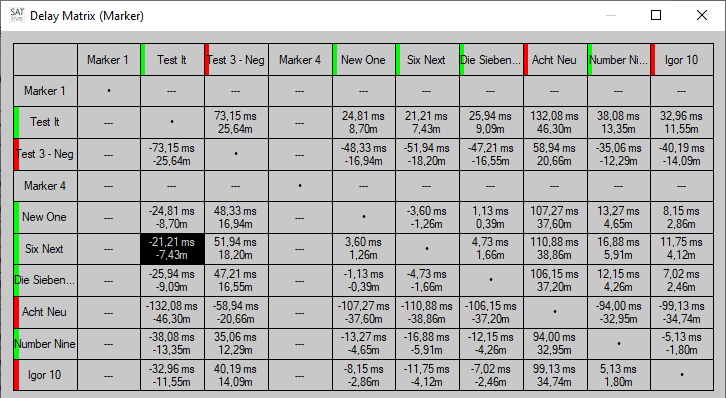 SAT
live
Delay Matrix (Marker)
Marker 1 Test It Test 3 - Neg Marker 4 New One Six Next Die Sieben... Acht Neu Number Ni... Igor 10
Marker 1 • --- --- --- --- --- --- --- --- ---
Test It --- • 73,15 ms --- 24,81 ms 21,21 ms 25,94 ms 132,08 ms 38,08 ms 32,96 ms
25,64m 8,70m 7,43m 9,09m 46,30m 13,35m 11,55m
Test 3 - Neg --- -73,15 ms • --- -48,33 ms -51,94 ms -47,21 ms 58,94 ms -35,06 ms -40,19 ms
-25,64m -16,94m -18,20m -16,55m 20,66m -12,29m -14,09m
Marker 4 --- --- --- • --- --- --- --- --- ---
New One --- -24,81 ms 48,33 ms --- • -3,60 ms 1,13 ms 107,27 ms 13,27 ms 8,15 ms
-8,70m 16,94m -1,26m 0,39m 37,60m 4,65m 2,86m
Six Next --- -21,21 ms 51,94 ms --- 3,60 ms • 4,73 ms 110,88 ms 16,88 ms 11,75 ms
-7,43m 18,20m 1,26m 1,66m 38,86m 5,91m 4,12m
Die Sieben... --- -25,94 ms 47,21 ms --- -1,13 ms -4,73 ms • 106,15 ms 12,15 ms 7,02 ms
-9,09m 16,55m -0,39m -1,66m 37,20m 4,26m 2,46m
Acht Neu --- -132,08 ms -58,94 ms --- -107,27 ms -110,88 ms -106,15 ms • -94,00 ms -99,13 ms
-46,30m -20,66m -37,60m -38,86m -37,20m -32,95m -34,74m
Number Nine --- -38,08 ms 35,06 ms --- -13,27 ms -16,88 ms -12,15 ms 94,00 ms • -5,13 ms
-13,35m 12,29m -4,65m -5,91m -4,26m 32,95m -1,80m
Igor 10 --- -32,96 ms 40,19 ms --- -8,15 ms -11,75 ms -7,02 ms 99,13 ms 5,13 ms •
-11,55m 14,09m -2,86m -4,12m -2,46m 34,74m 1,80m